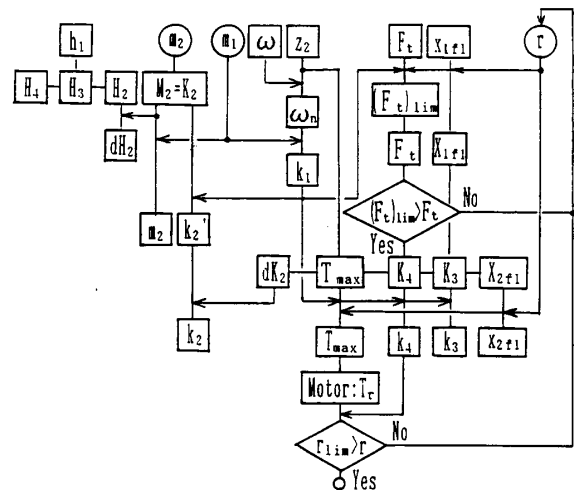 h₁ m₂ m₁ ω z₂ Fₜ X₁f₁ r
H₄ H₃ H₂ M₂=K₂ (Fₜ)lim
ωₙ
dH₂ Fₜ X₁f₁
k₁
m₂ k₂' (Fₜ)lim>Fₜ No
Yes
dK₂ Tmax K₄ K₃ X₂f₁
k₂ Tmax k₄ k₃ X₂f₁
Motor:Tᵣ
rlim>r No
Yes